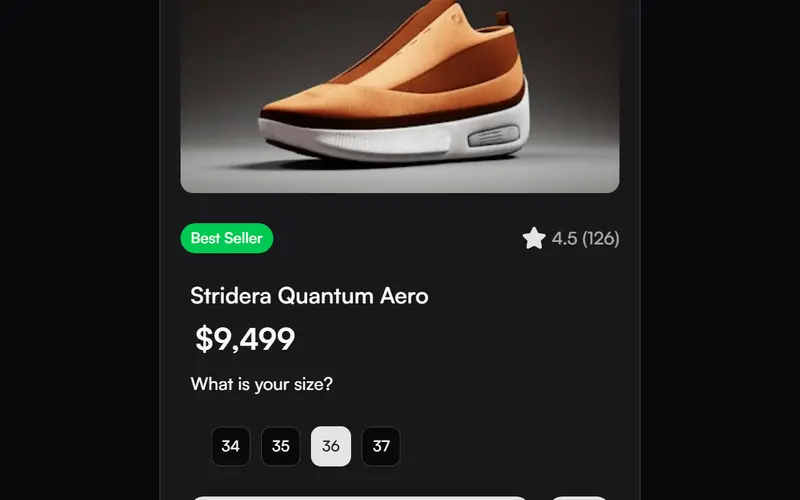 Best Seller
4.5 (126)
Stridera Quantum Aero
$9,499
What is your size?
34 35 36 37